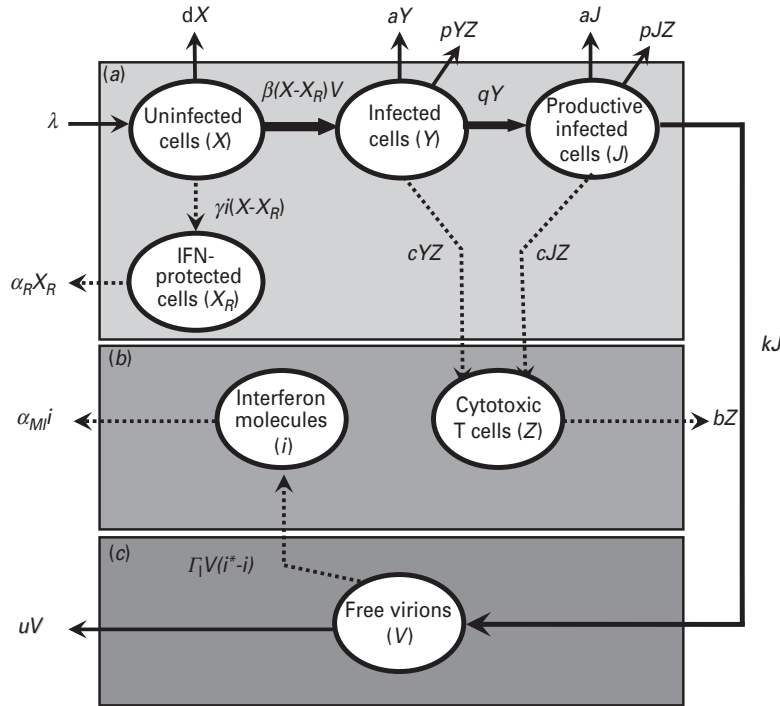 dX
aY
pYZ
aJ
pJZ
(a)
λ
Uninfected
cells (X)
β(X-X_R)V
Infected
cells (Y)
qY
Productive
infected
cells (J)
γi(X-X_R)
IFN-
protected
cells (X_R)
α_R X_R
cYZ
cJZ
kJ
(b)
Interferon
molecules
(i)
α_MI i
Cytotoxic
T cells (Z)
bZ
(c)
Γ_I V(i*-i)
Free virions
(V)
uV